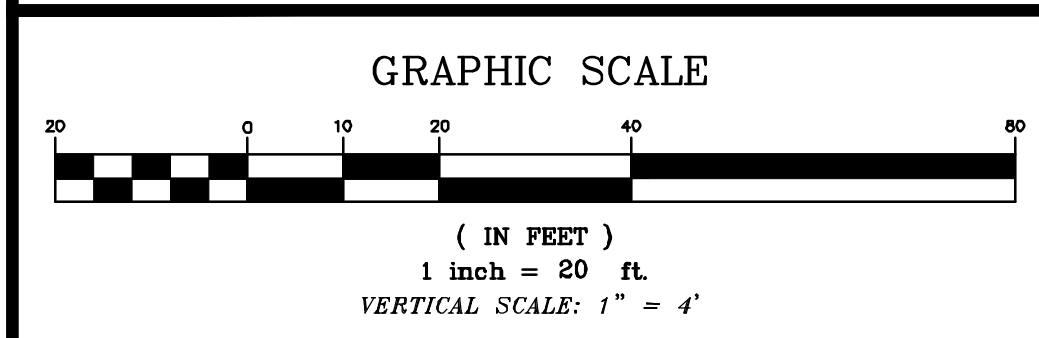 GRAPHIC SCALE
20 0 10 20 40 80
( IN FEET )
1 inch = 20 ft.
VERTICAL SCALE: 1" = 4'